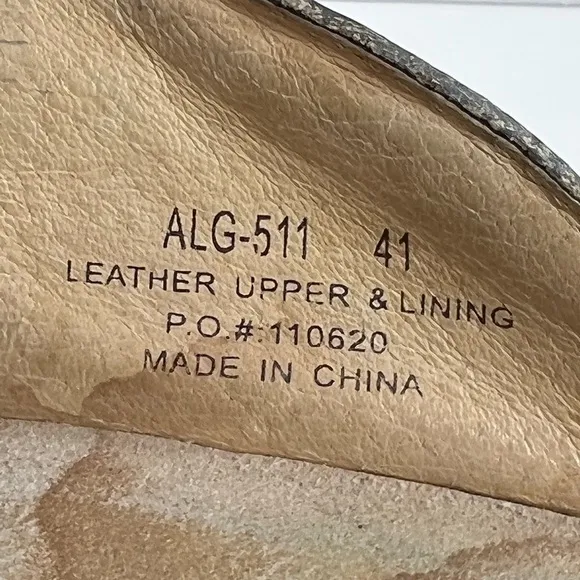 ALG-511 41
LEATHER UPPER & LINING
P.O.#:110620
MADE IN CHINA